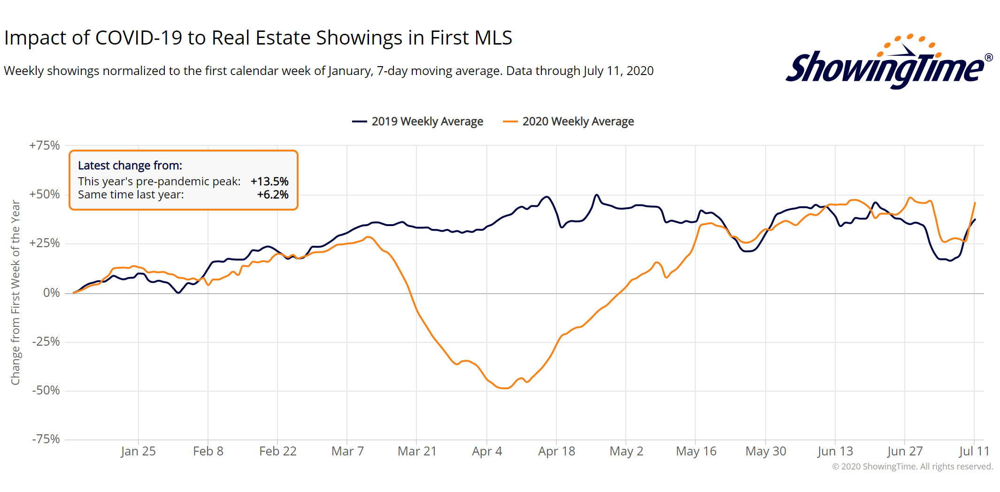 Impact of COVID-19 to Real Estate Showings in First MLS
Weekly showings normalized to the first calendar week of January, 7-day moving average. Data through July 11, 2020
ShowingTime®
2019 Weekly Average
2020 Weekly Average
Latest change from:
This year's pre-pandemic peak: +13.5%
Same time last year: +6.2%
Change from First Week of the Year
+75%
+50%
+25%
0%
-25%
-50%
-75%
Jan 25
Feb 8
Feb 22
Mar 7
Mar 21
Apr 4
Apr 18
May 2
May 16
May 30
Jun 13
Jun 27
Jul 11
© 2020 ShowingTime. All rights reserved.